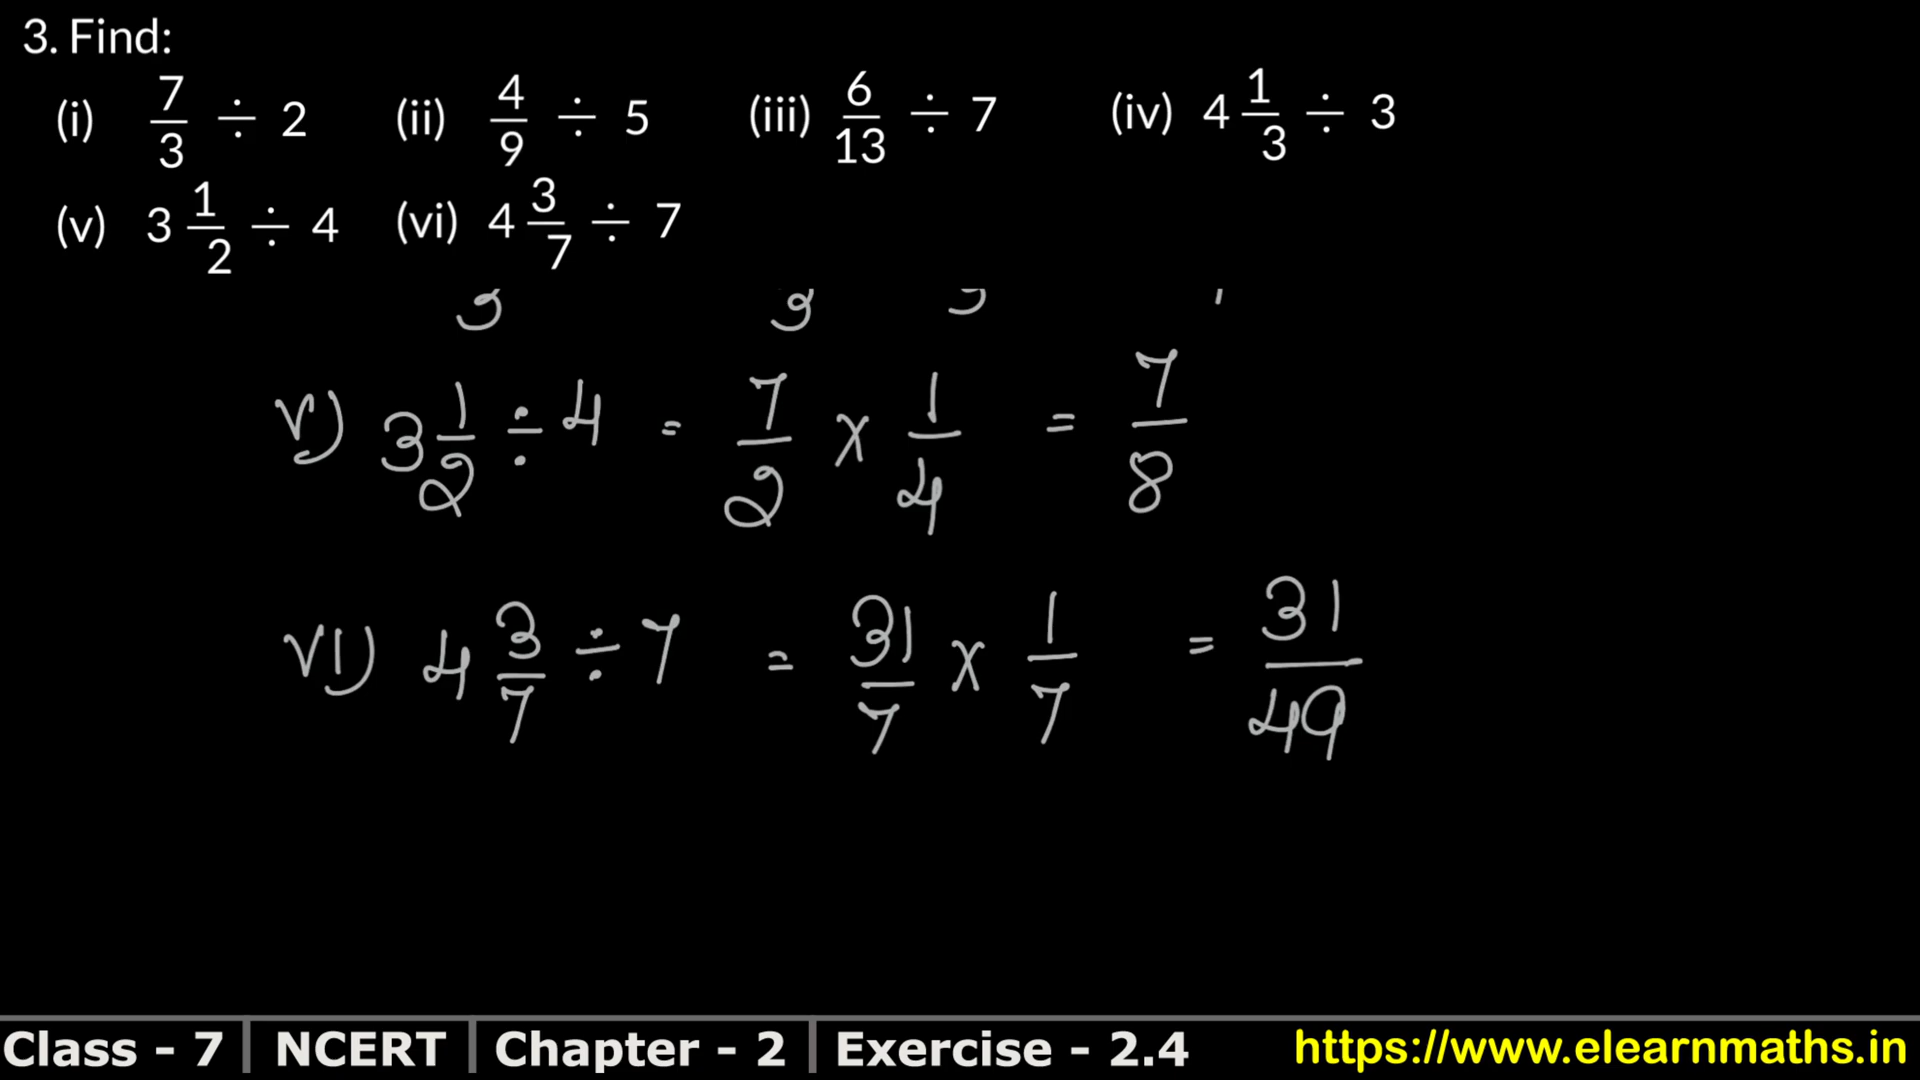 3. Find:
(i) 7/3 ÷ 2 (ii) 4/9 ÷ 5 (iii) 6/13 ÷ 7 (iv) 4 1/3 ÷ 3
(v) 3 1/2 ÷ 4 (vi) 4 3/7 ÷ 7
v) 3 1/2 ÷ 4 = 7/2 x 1/4 = 7/8
vi) 4 3/7 ÷ 7 = 31/7 x 1/7 = 31/49
Class - 7 | NCERT | Chapter - 2 | Exercise - 2.4 https://www.elearnmaths.in